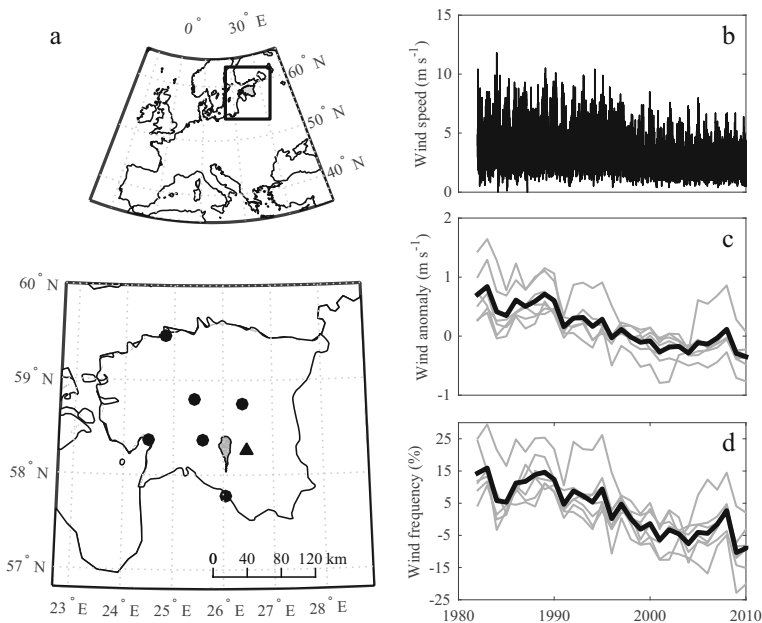 a
0° 30° E
60° N
50° N
40° N
60° N
59° N
58° N
57° N
0 40 80 120 km
23° E 24° E 25° E 26° E 27° E 28° E
b
Wind speed (m s⁻¹)
15
10
5
0
c
Wind anomaly (m s⁻¹)
2
1
0
-1
d
Wind frequency (%)
25
15
5
-5
-15
-25
1980 1990 2000 2010